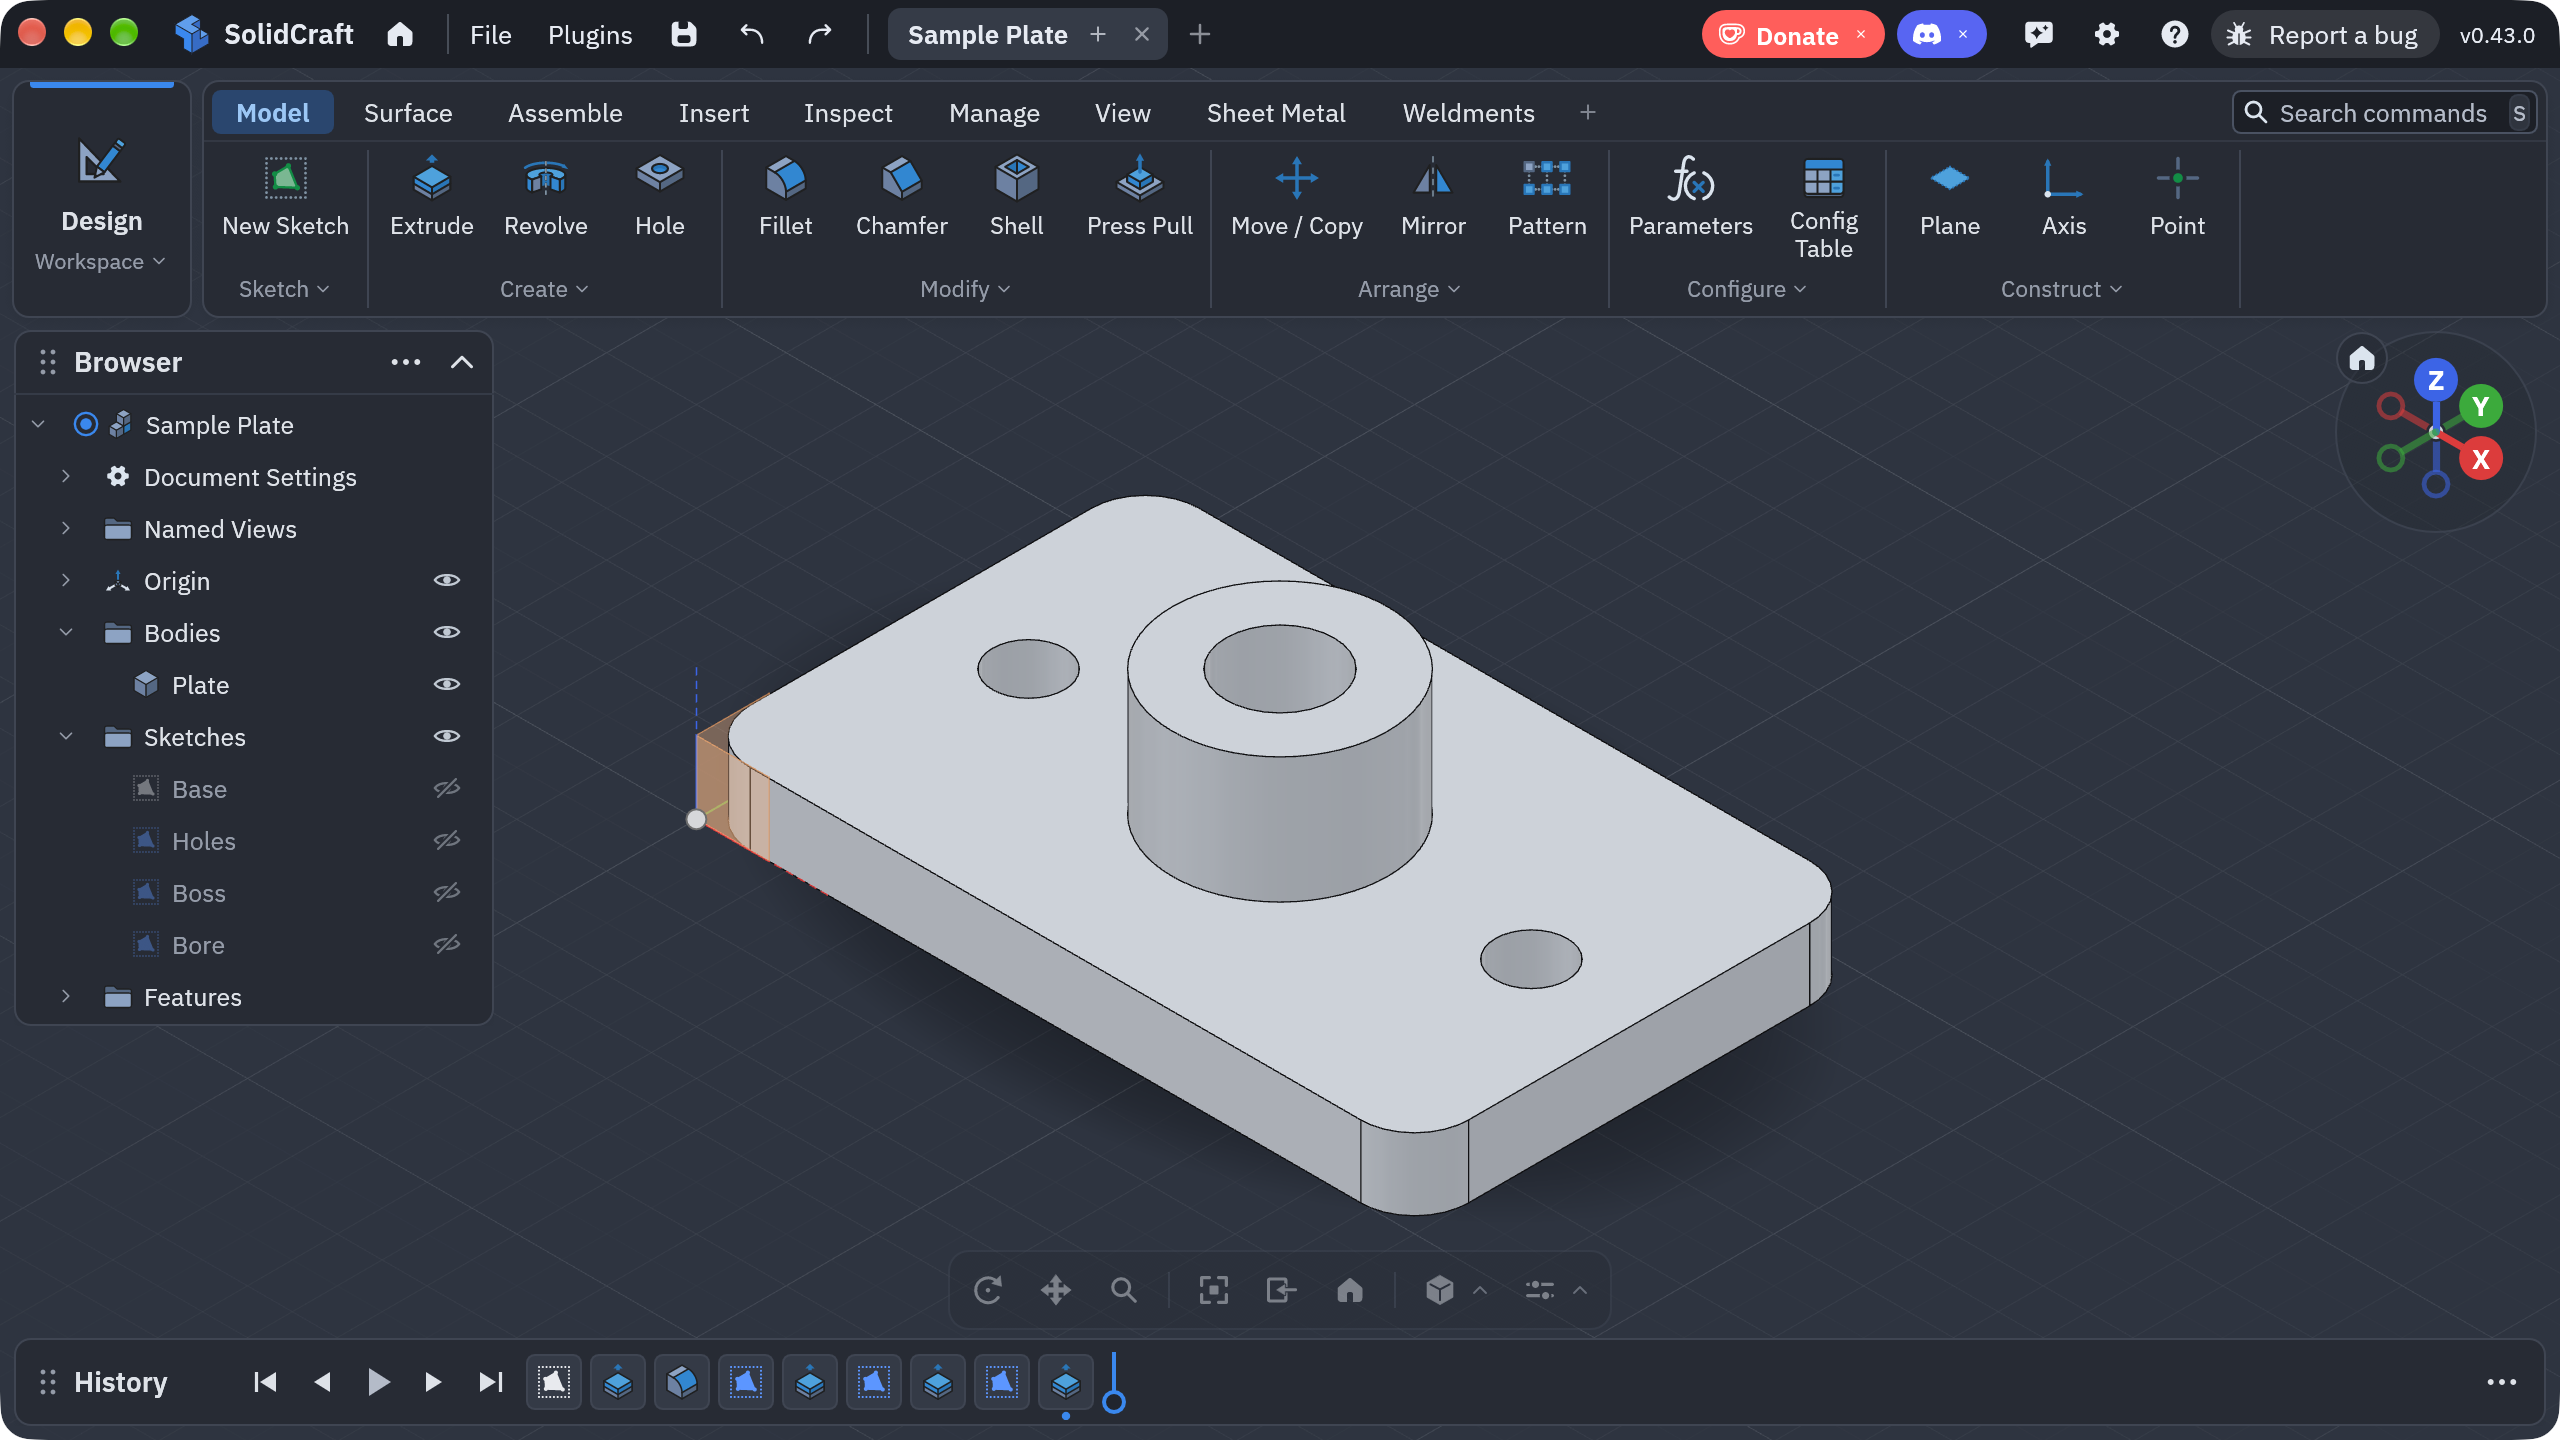 SolidCraft File Plugins Sample Plate Donate Report a bug v0.43.0
Model Surface Assemble Insert Inspect Manage View Sheet Metal Weldments Search commands S
Design
Workspace
New Sketch Extrude Revolve Hole Fillet Chamfer Shell Press Pull Move / Copy Mirror Pattern Parameters Config Table Plane Axis Point
Sketch Create Modify Arrange Configure Construct
Browser
Sample Plate
Document Settings
Named Views
Origin
Bodies
Plate
Sketches
Base
Holes
Boss
Bore
Features
Z
Y
X
History